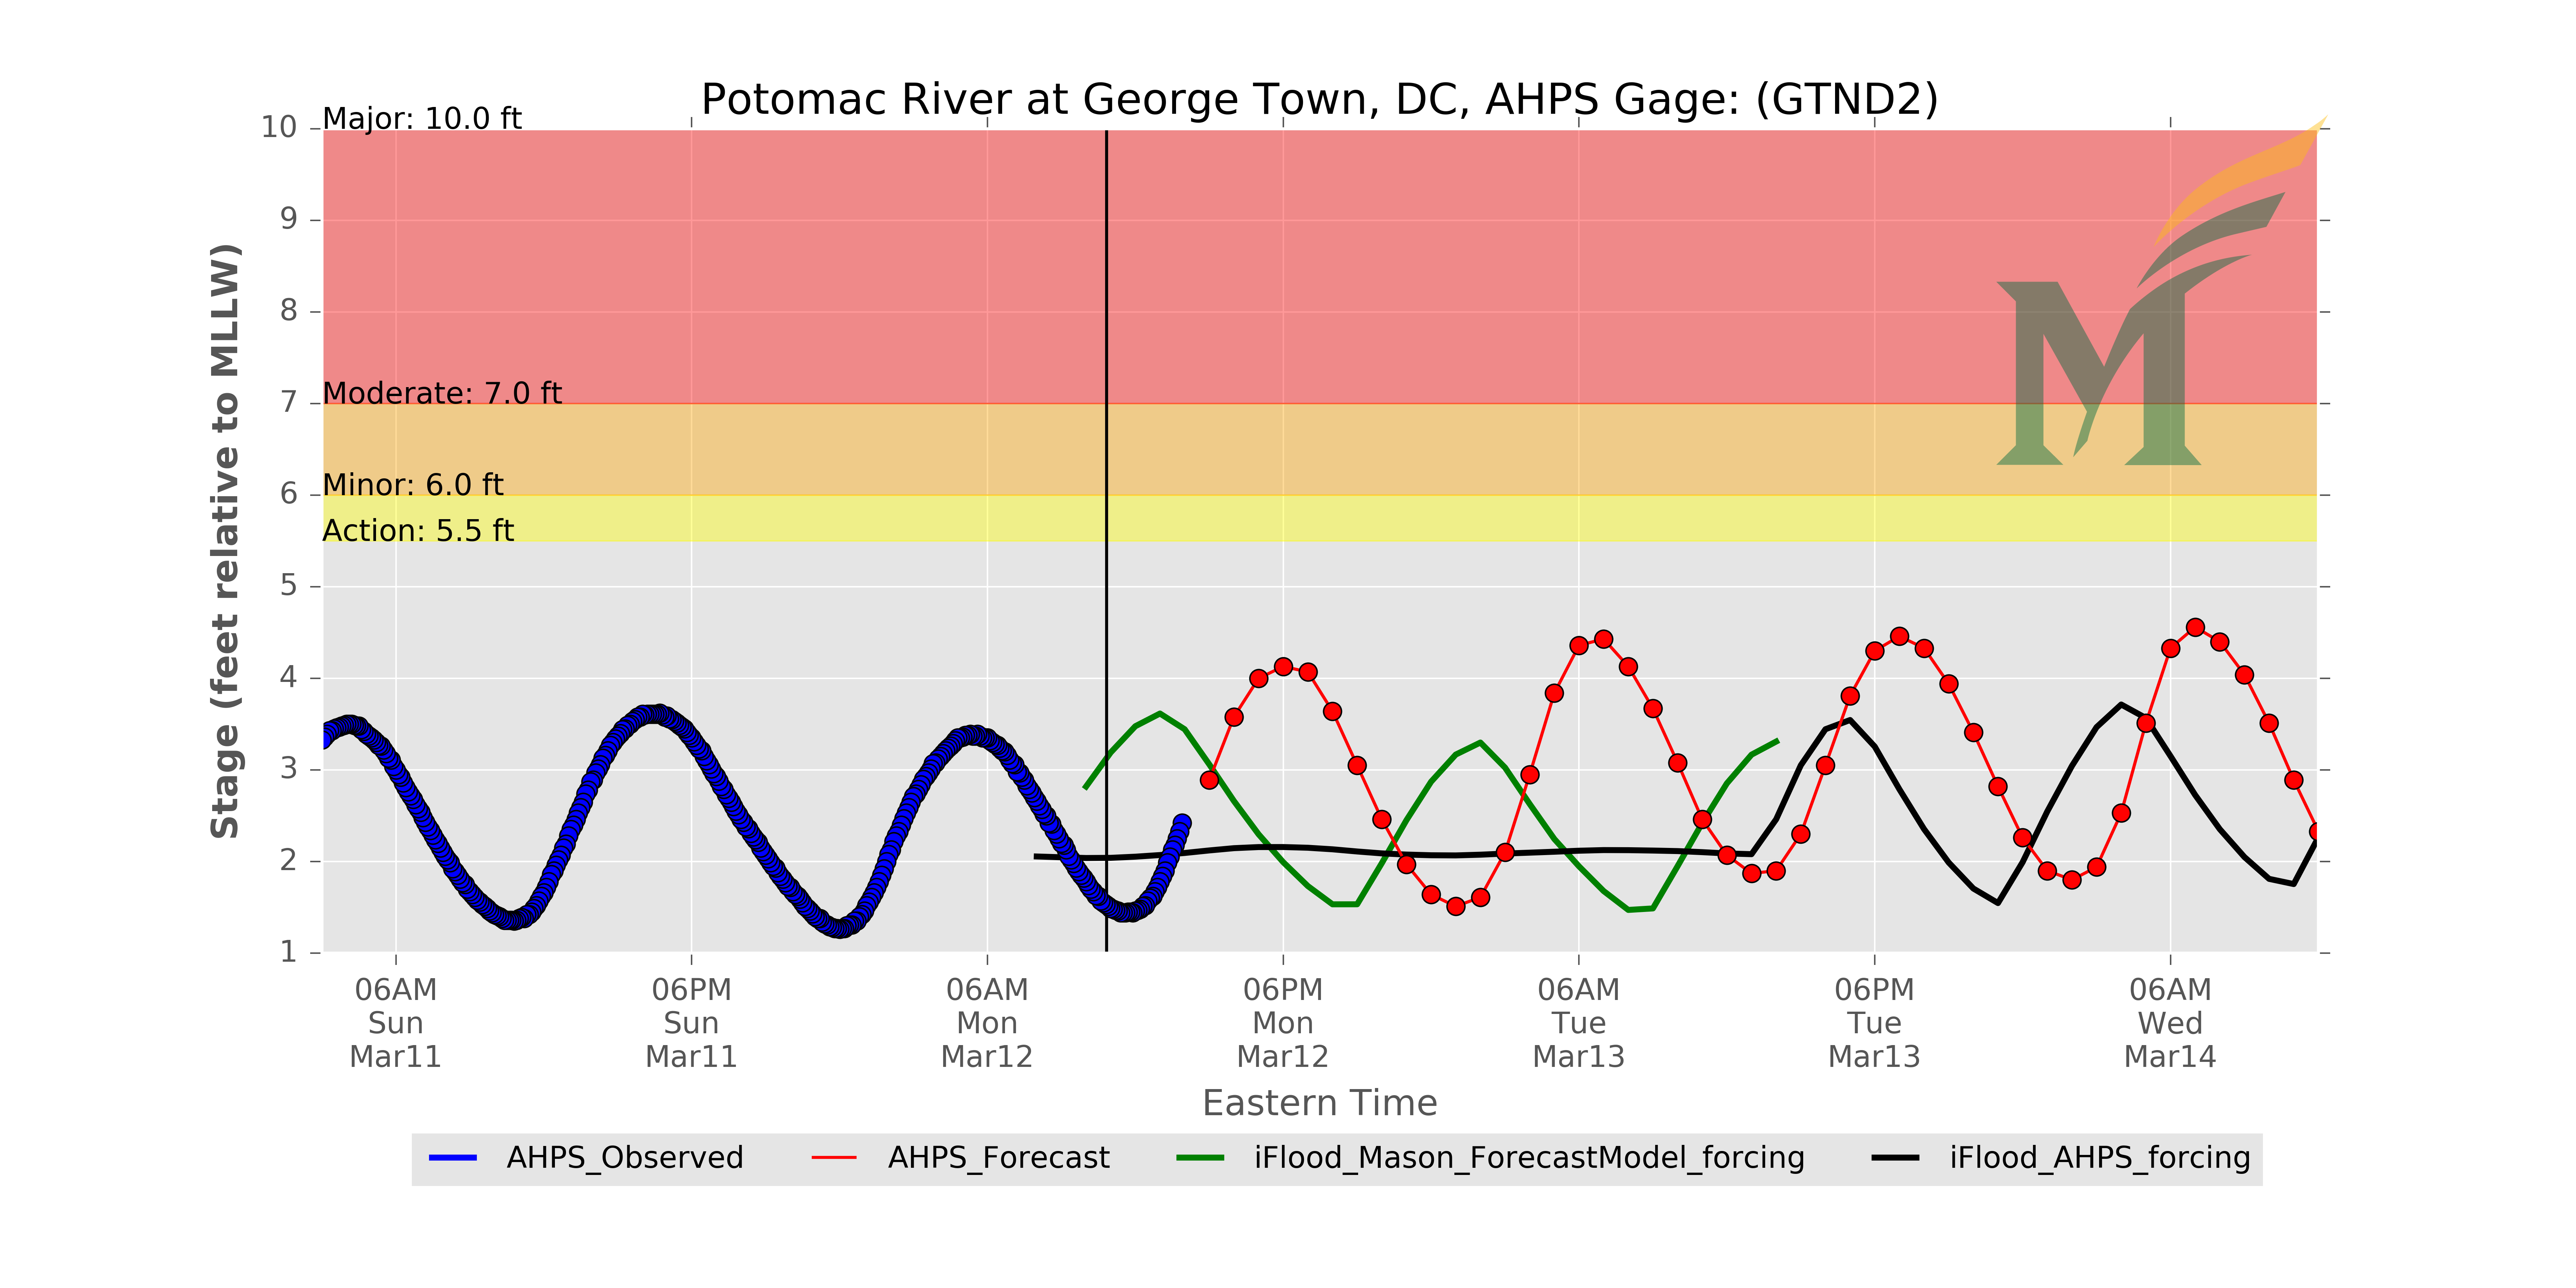 Potomac River at George Town, DC, AHPS Gage: (GTND2)
Major: 10.0 ft
Moderate: 7.0 ft
Minor: 6.0 ft
Action: 5.5 ft
Stage (feet relative to MLLW)
10
9
8
7
6
5
4
3
2
1
06AM
Sun
Mar11
06PM
Sun
Mar11
06AM
Mon
Mar12
06PM
Mon
Mar12
06AM
Tue
Mar13
06PM
Tue
Mar13
06AM
Wed
Mar14
Eastern Time
AHPS_Observed
AHPS_Forecast
iFlood_Mason_ForecastModel_forcing
iFlood_AHPS_forcing
M